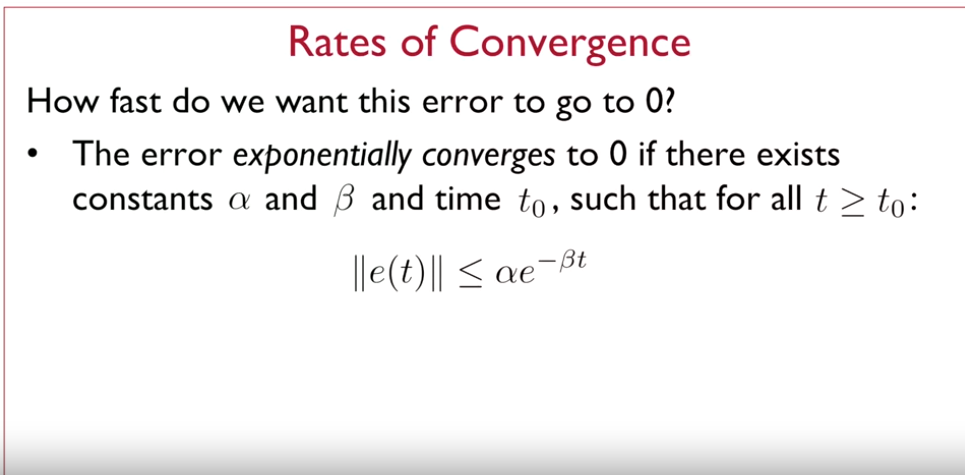 Rates of Convergence
How fast do we want this error to go to 0?
• The error exponentially converges to 0 if there exists
constants α and β and time t₀, such that for all t ≥ t₀:
‖e(t)‖ ≤ αe^{−βt}